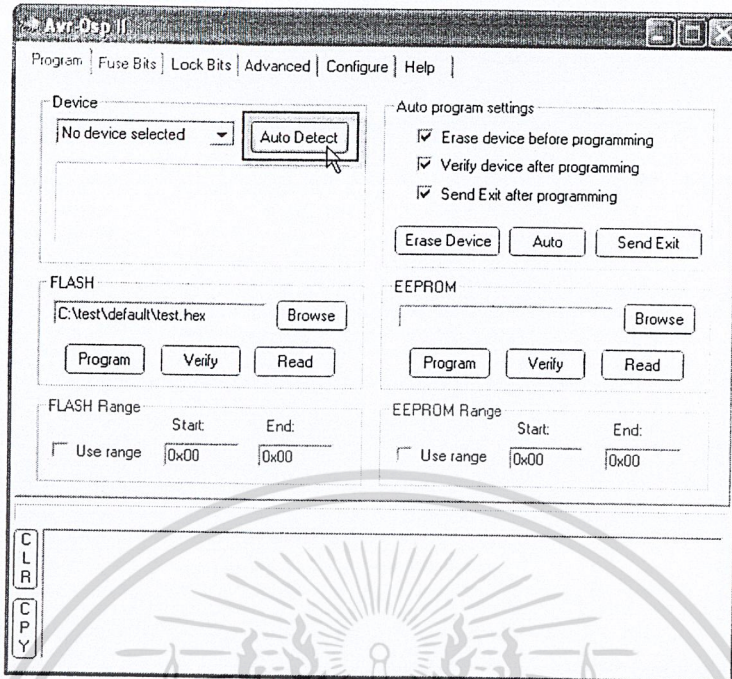 Avr-Osp II
Program Fuse Bits Lock Bits Advanced Configure Help
Device
No device selected
Auto Detect
Auto program settings
Erase device before programming
Verify device after programming
Send Exit after programming
Erase Device Auto Send Exit
FLASH
C:\test\default\test.hex
Browse
Program Verify Read
EEPROM
Browse
Program Verify Read
FLASH Range
Start: End:
Use range 0x00 0x00
EEPROM Range
Start: End:
Use range 0x00 0x00
CLR
CPY